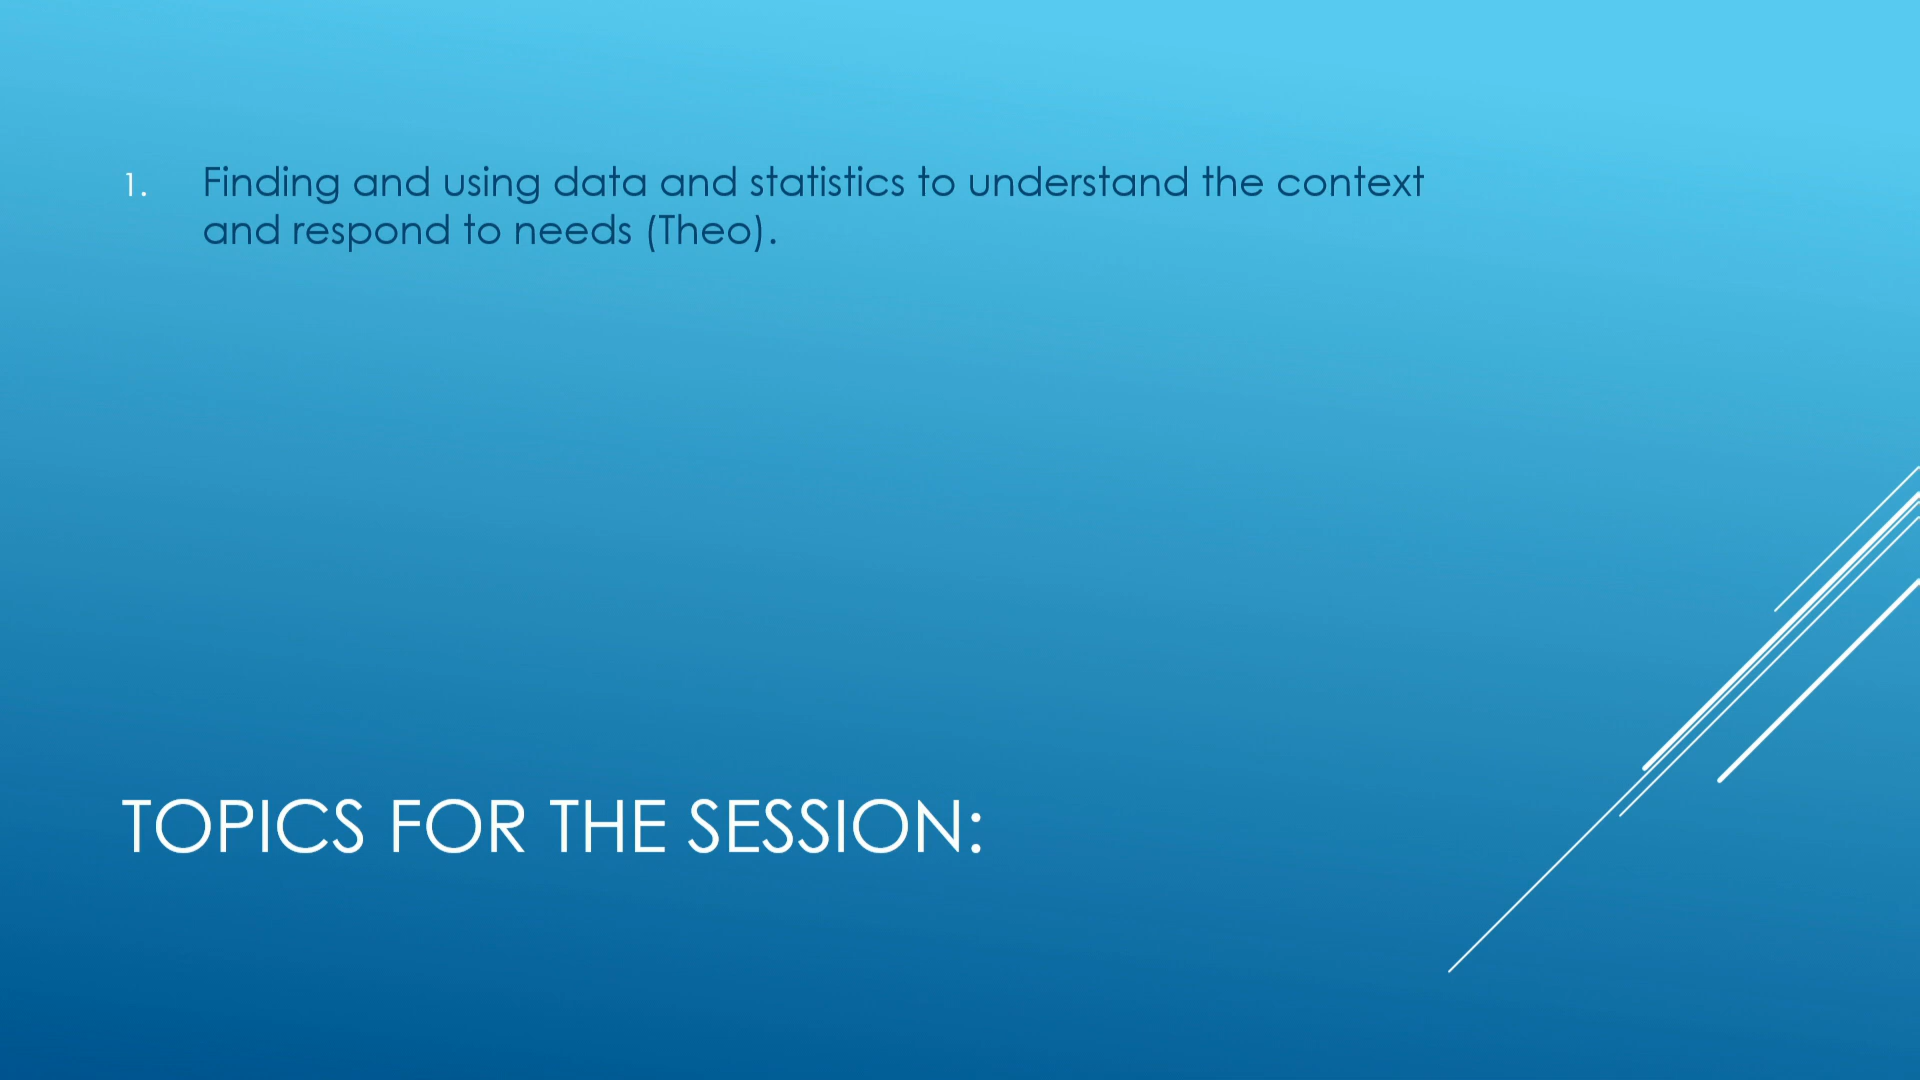 1. Finding and using data and statistics to understand the context
and respond to needs (Theo).
TOPICS FOR THE SESSION: